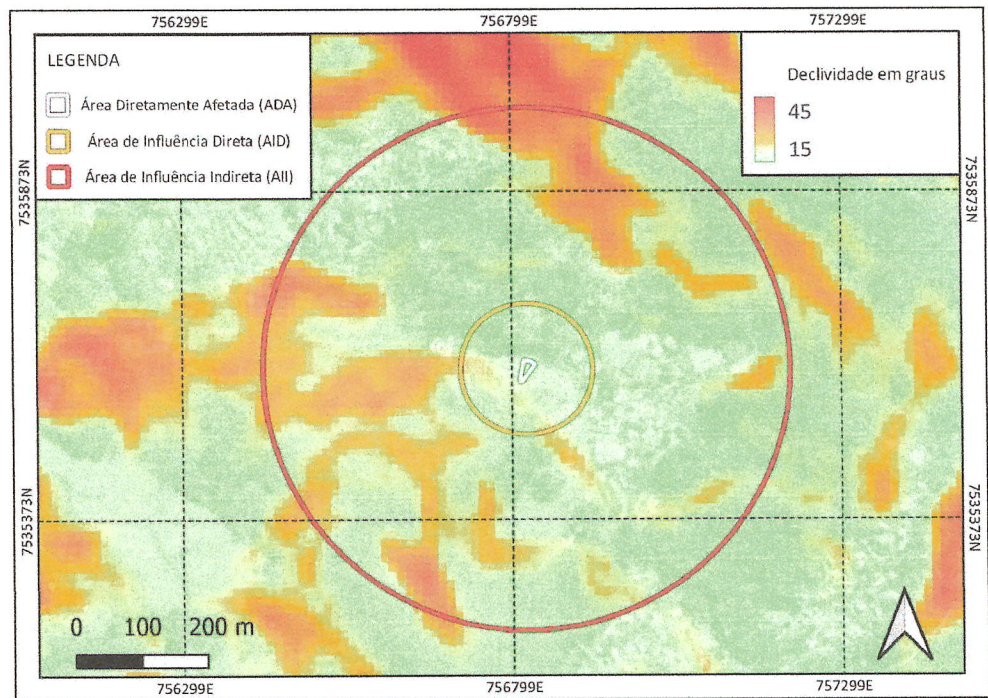 756299E
756799E
757299E
LEGENDA
Área Diretamente Afetada (ADA)
Área de Influência Direta (AID)
Área de Influência Indireta (AII)
Declividade em graus
45
15
7535873N
7535873N
7535373N
7535373N
0 100 200 m
756299E
756799E
757299E